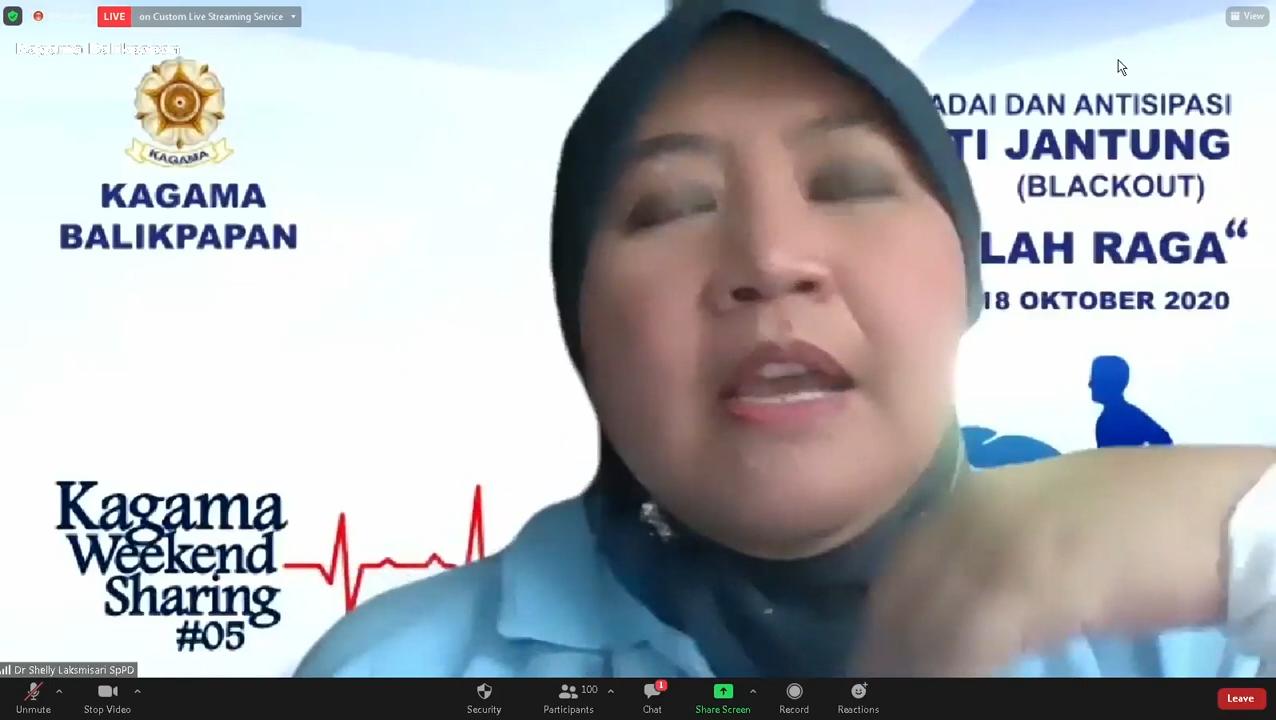 LIVE
on Custom Live Streaming Service
View
Kagama Balikpapan
KAGAMA
KAGAMA
BALIKPAPAN
ADAI DAN ANTISIPASI
TI JANTUNG
(BLACKOUT)
LAH RAGA“
18 OKTOBER 2020
Kagama
Weekend
Sharing
#05
Dr Shelly Laksmisari SpPD
Unmute
Stop Video
Security
Participants
100
Chat
1
Share Screen
Record
Reactions
Leave